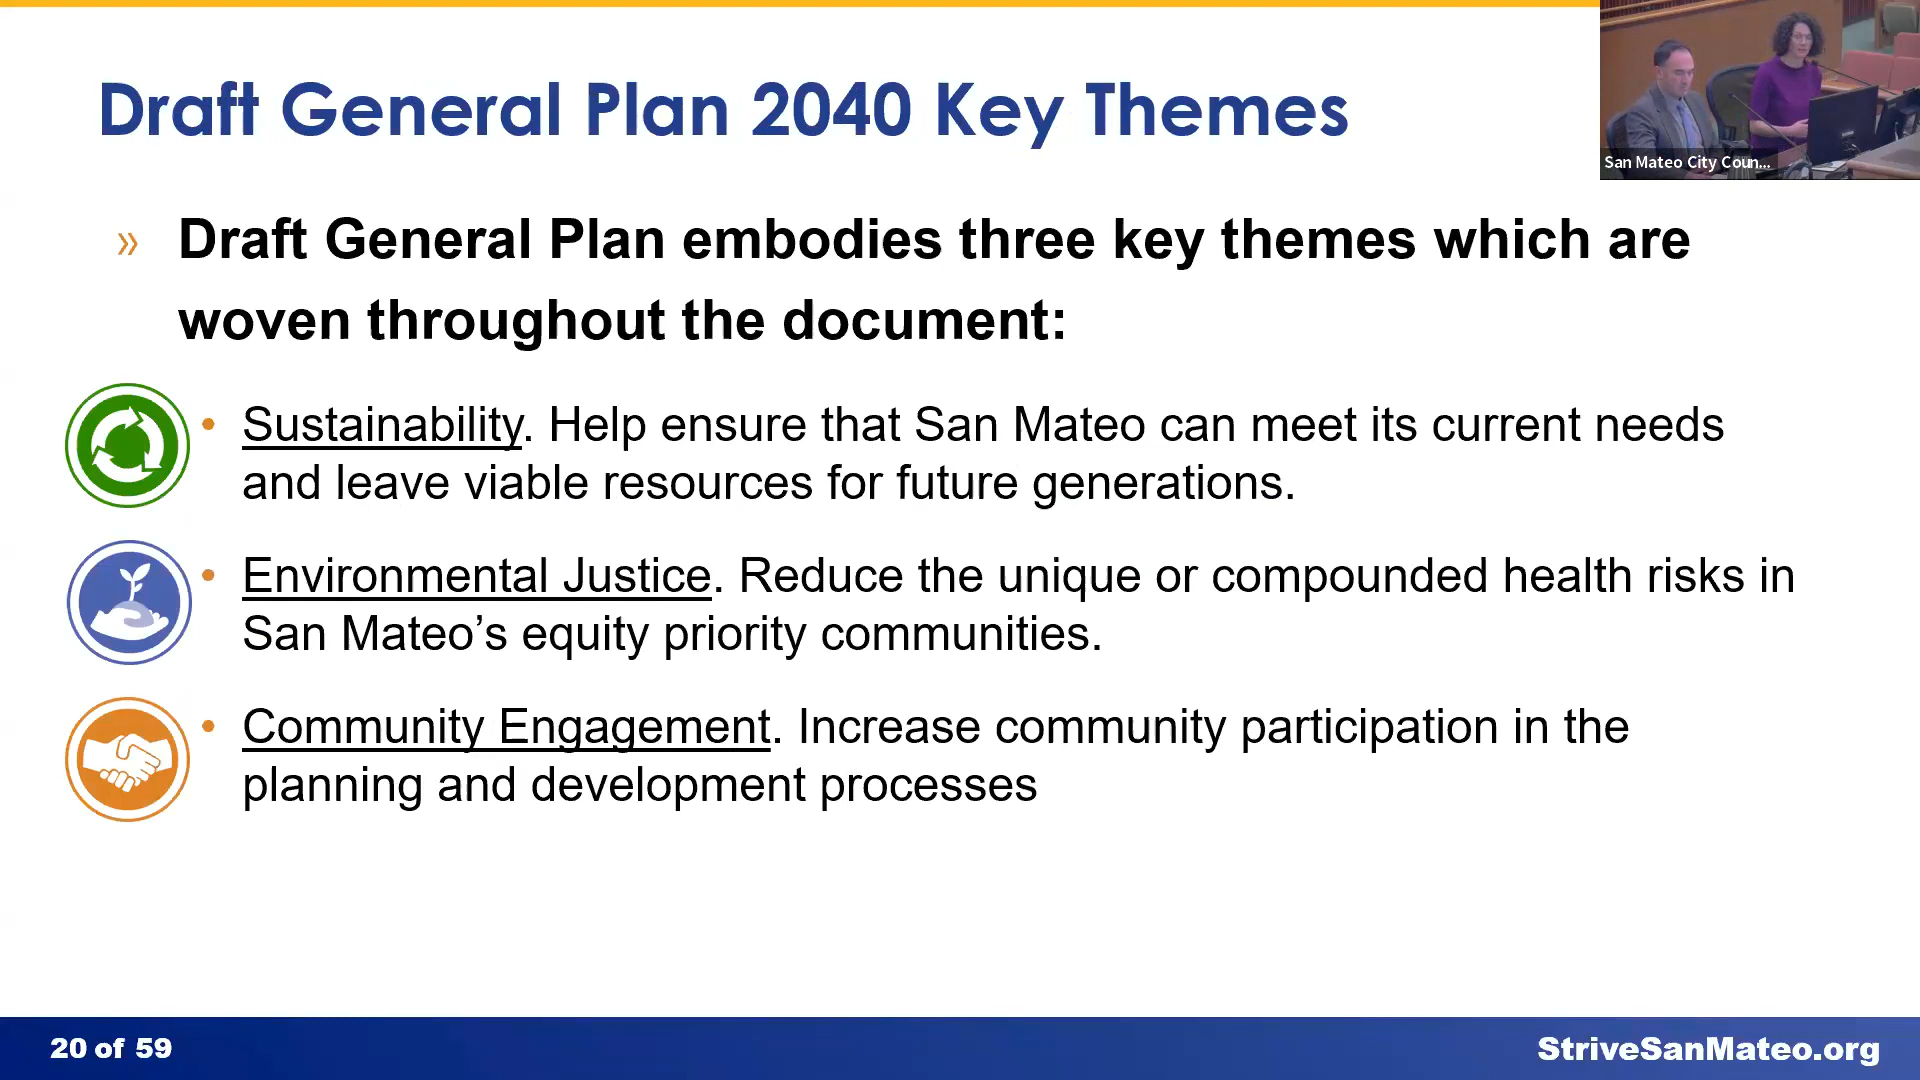 Draft General Plan 2040 Key Themes
San Mateo City Coun...
» Draft General Plan embodies three key themes which are
woven throughout the document:
• Sustainability. Help ensure that San Mateo can meet its current needs
and leave viable resources for future generations.
• Environmental Justice. Reduce the unique or compounded health risks in
San Mateo’s equity priority communities.
• Community Engagement. Increase community participation in the
planning and development processes
20 of 59
StriveSanMateo.org